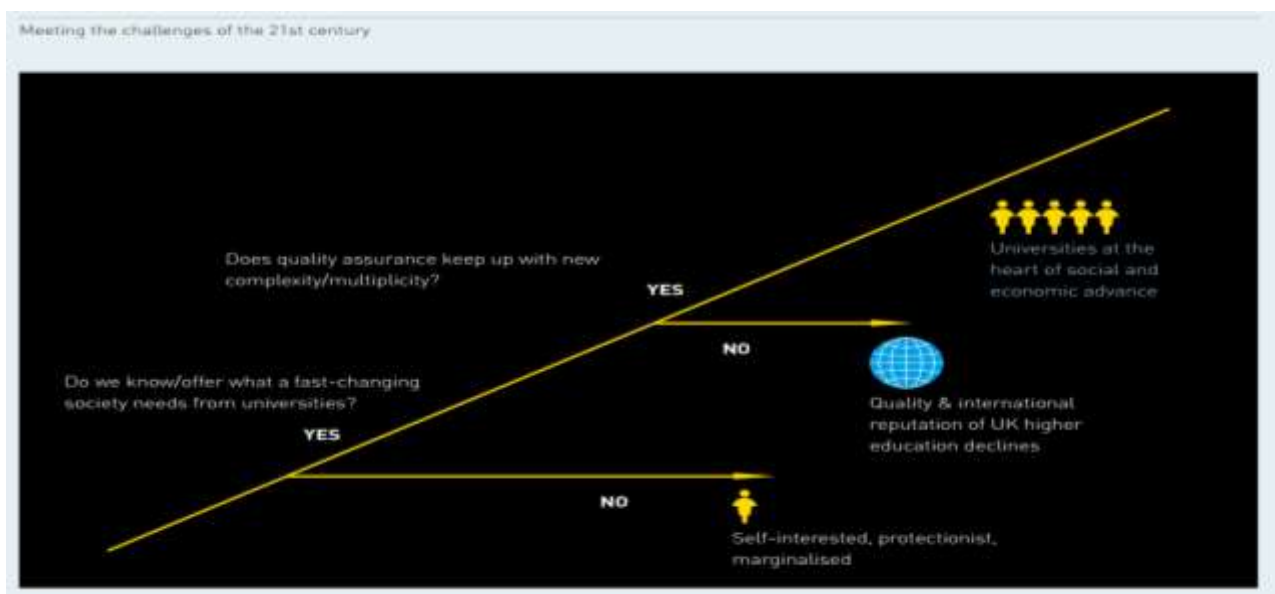 Meeting the challenges of the 21st century
Universities at the
heart of social and
economic advance
Does quality assurance keep up with new
complexity/multiplicity?
YES
NO
Quality & international
reputation of UK higher
education declines
Do we know/offer what a fast-changing
society needs from universities?
YES
NO
Self-interested, protectionist,
marginalised